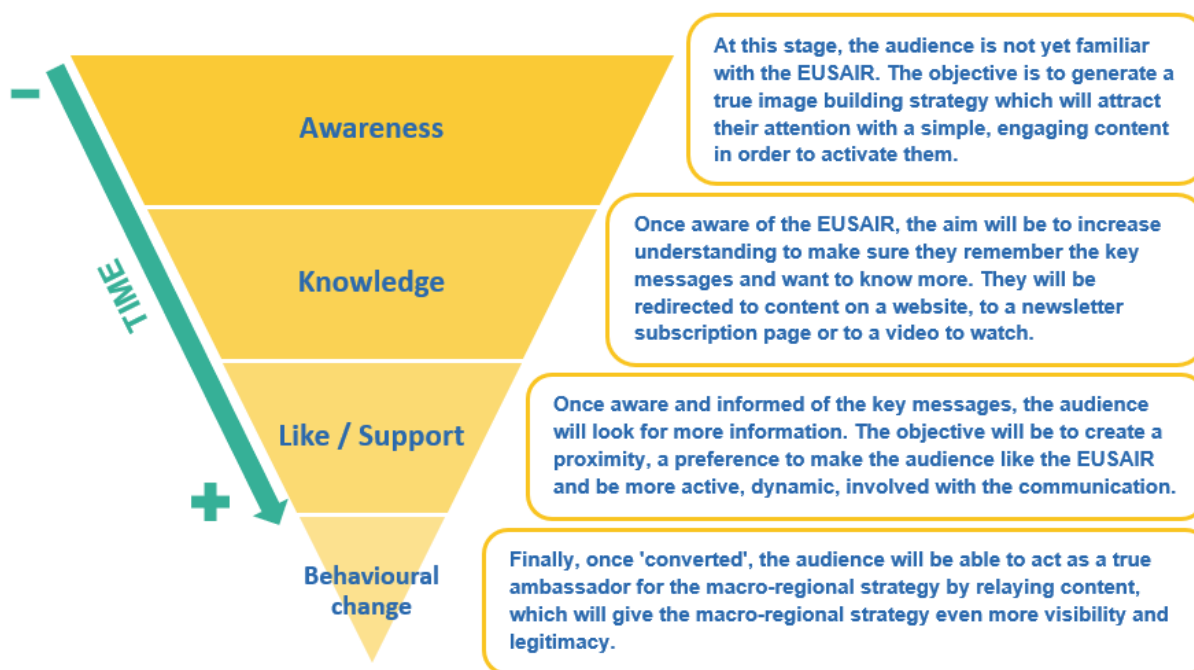 At this stage, the audience is not yet familiar
with the EUSAIR. The objective is to generate a
true image building strategy which will attract
their attention with a simple, engaging content
in order to activate them.
Awareness
Once aware of the EUSAIR, the aim will be to increase
understanding to make sure they remember the key
messages and want to know more. They will be
redirected to content on a website, to a newsletter
subscription page or to a video to watch.
Knowledge
TIME
Once aware and informed of the key messages, the audience
will look for more information. The objective will be to create a
proximity, a preference to make the audience like the EUSAIR
and be more active, dynamic, involved with the communication.
Like / Support
Finally, once 'converted', the audience will be able to act as a true
ambassador for the macro-regional strategy by relaying content,
which will give the macro-regional strategy even more visibility and
legitimacy.
Behavioural
change